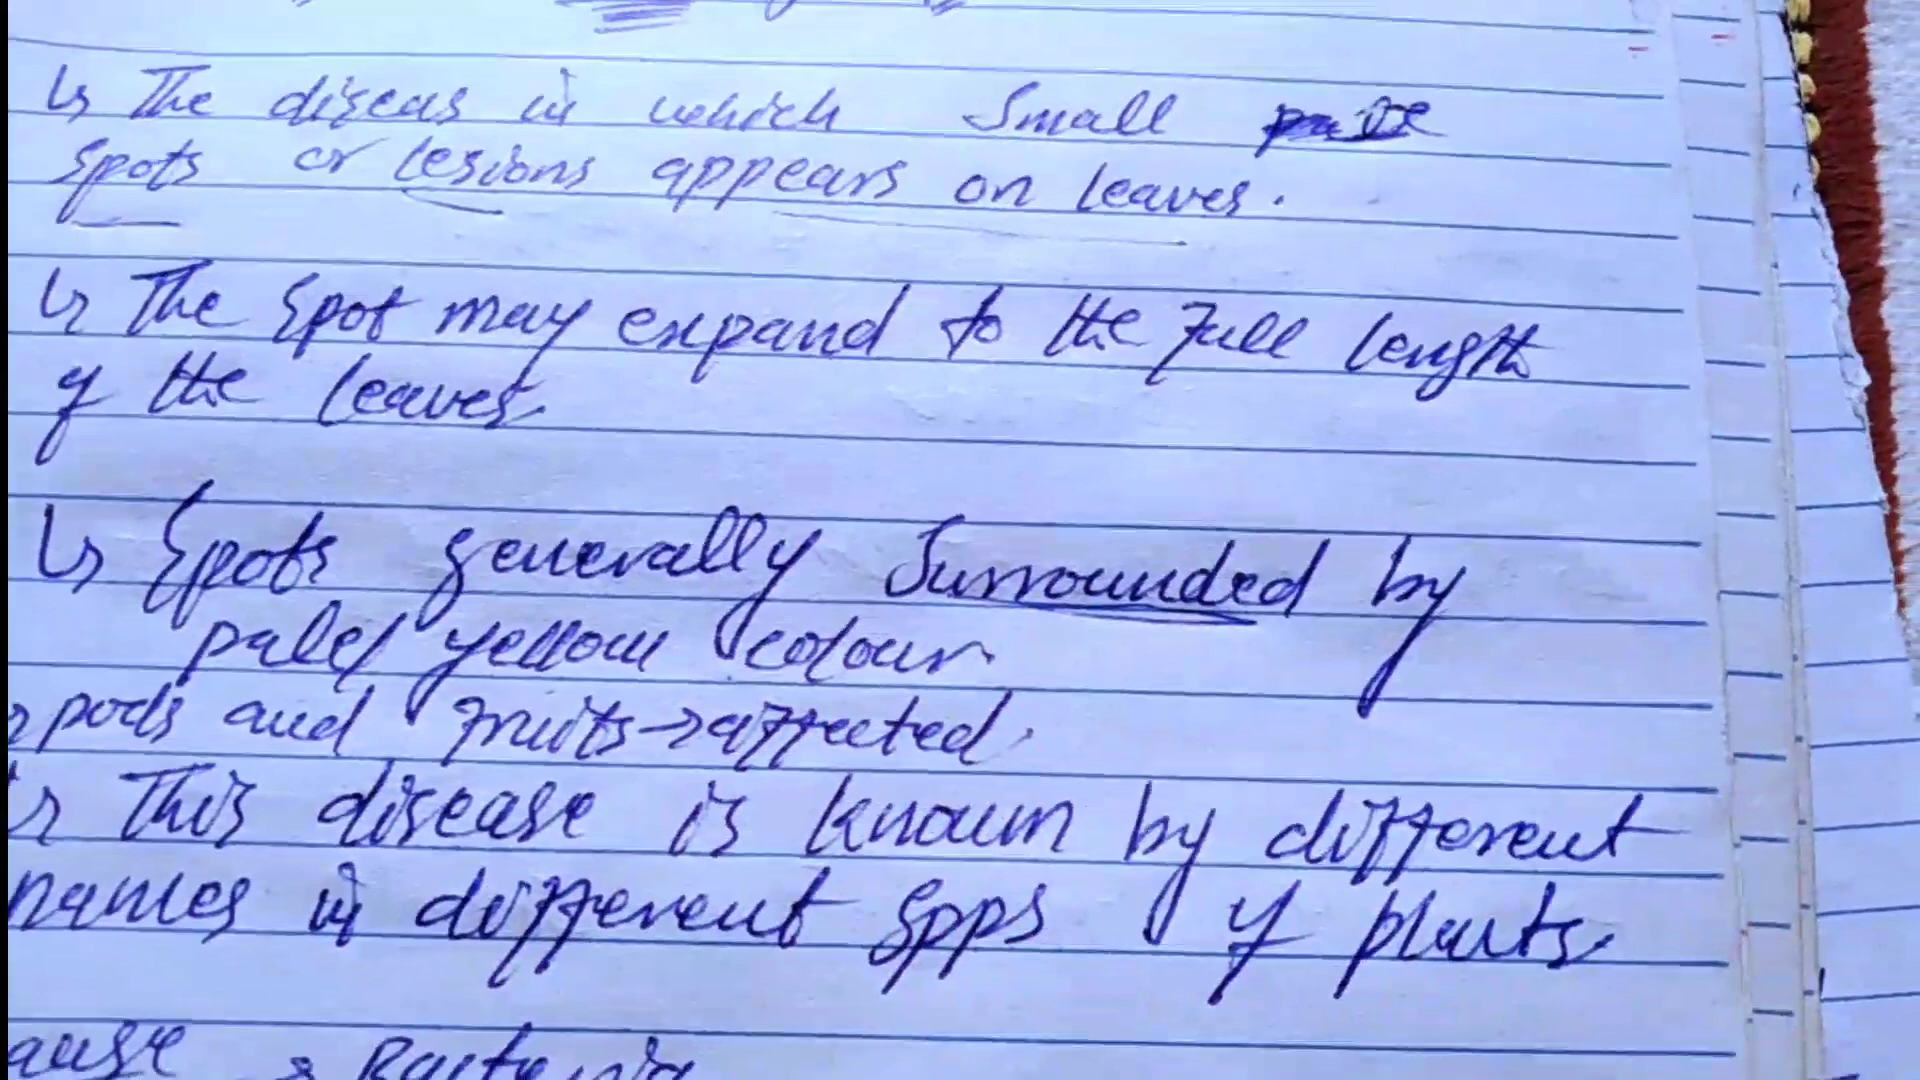 ↳ The diseas in which Small
spots or lesions appears on leaves.
↳ The spot may expand to the full length
of the leaves.
↳ Spots generally Surrounded by
pale yellow colour.
↳ pods and fruits → affected.
↳ This disease is known by different
names in different spps of plants.
ause → Bacteria